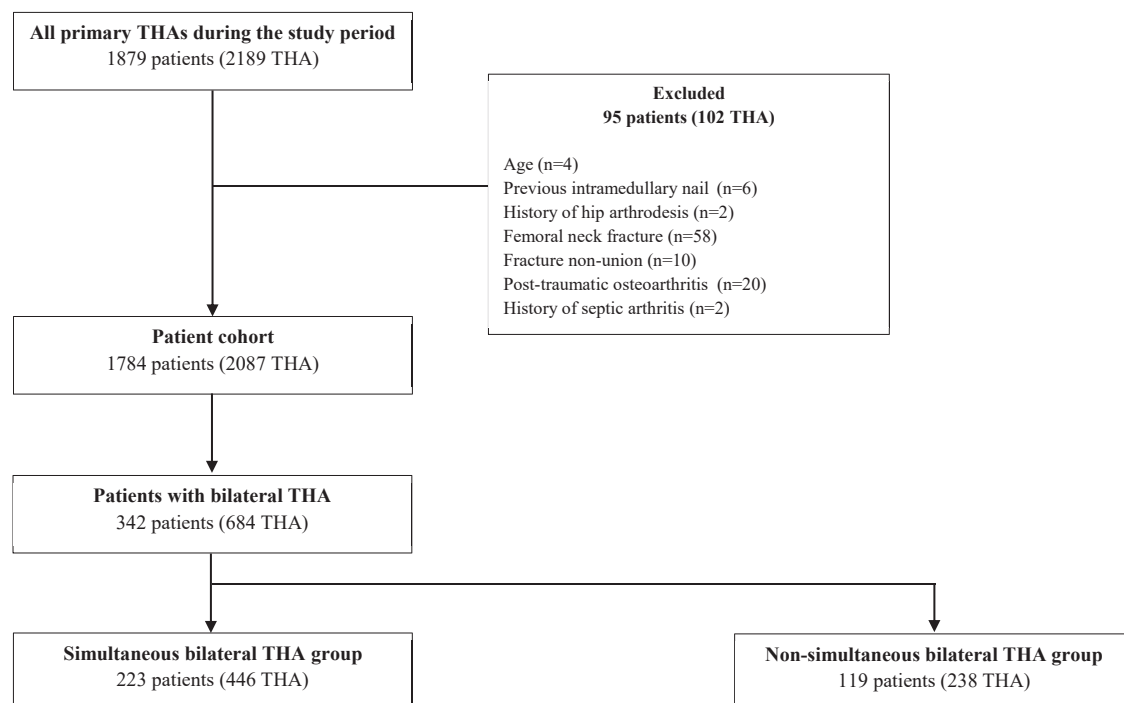 All primary THAs during the study period
1879 patients (2189 THA)
Excluded
95 patients (102 THA)
Age (n=4)
Previous intramedullary nail (n=6)
History of hip arthrodesis (n=2)
Femoral neck fracture (n=58)
Fracture non-union (n=10)
Post-traumatic osteoarthritis (n=20)
History of septic arthritis (n=2)
Patient cohort
1784 patients (2087 THA)
Patients with bilateral THA
342 patients (684 THA)
Simultaneous bilateral THA group
223 patients (446 THA)
Non-simultaneous bilateral THA group
119 patients (238 THA)